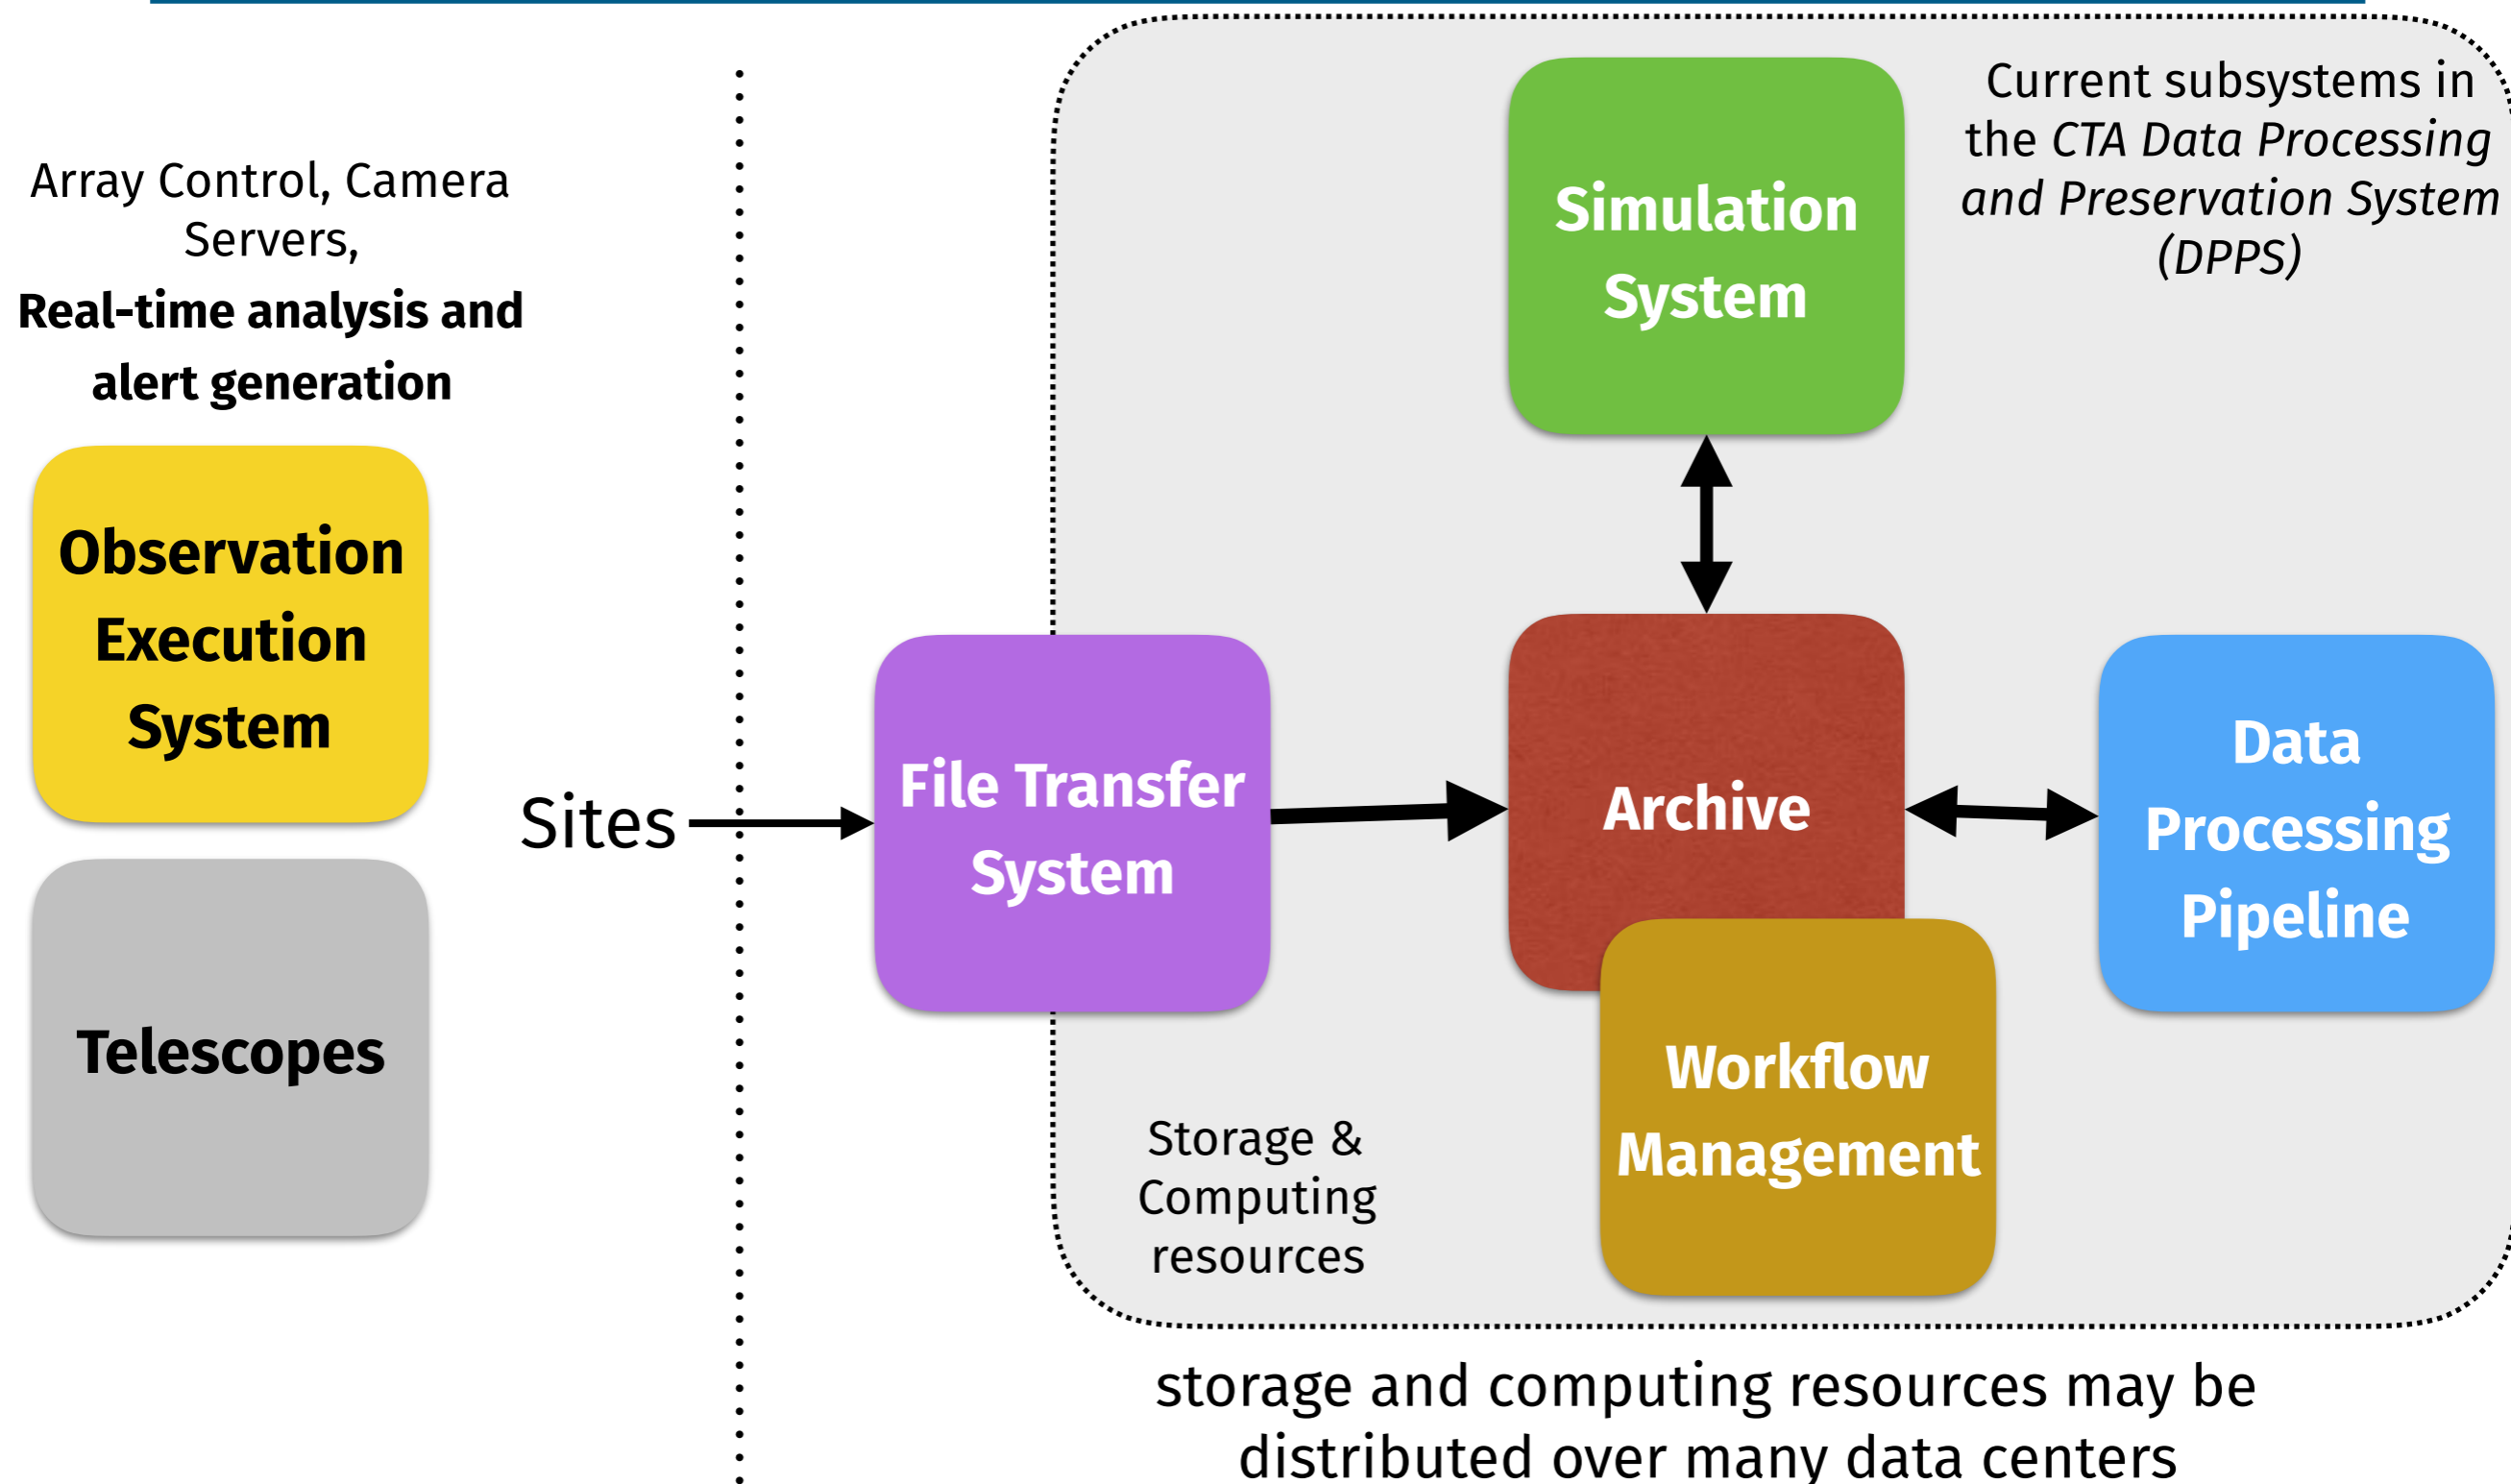 Array Control, Camera
Servers,
Real-time analysis and
alert generation
Observation
Execution
System
Telescopes
Sites
File Transfer
System
Simulation
System
Current subsystems in
the CTA Data Processing
and Preservation System
(DPPS)
Archive
Data
Processing
Pipeline
Workflow
Management
Storage &
Computing
resources
storage and computing resources may be
distributed over many data centers